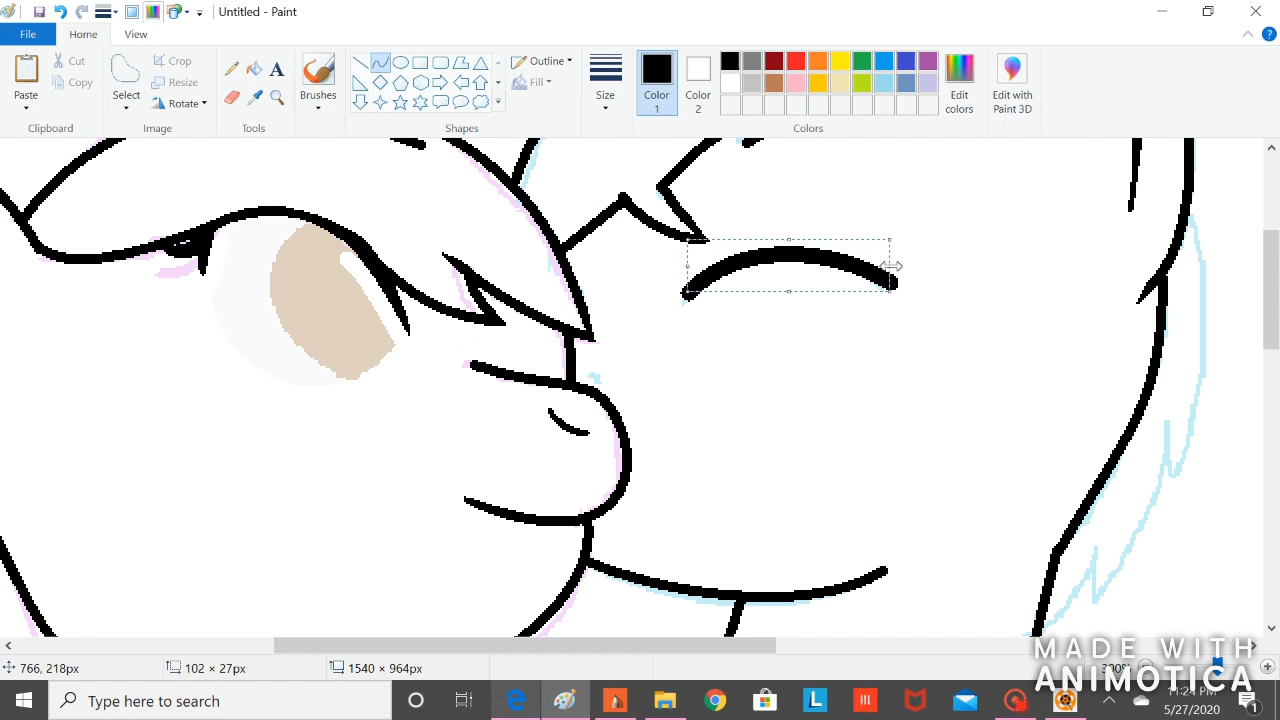 Untitled - Paint
File
Home
View
Paste
Cut
Copy
Clipboard
Select
Crop
Resize
Rotate
Image
A
Tools
Brushes
Outline
Fill
Shapes
Size
Color
1
Color
2
Edit
colors
Colors
Edit with
Paint 3D
766, 218px
102 × 27px
1540 × 964px
MADE WITH
ANIMOTICA
Type here to search
L
5/27/2020
1